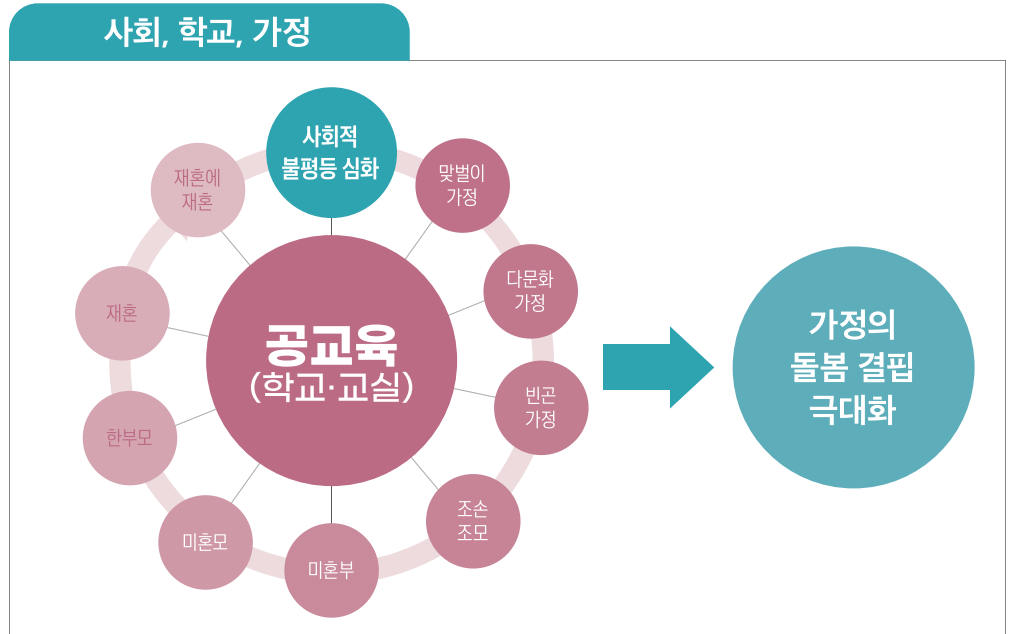 사회, 학교, 가정
사회적
불평등 심화
맞벌이
가정
다문화
가정
빈곤
가정
조손
조모
미혼부
미혼모
한부모
재혼
재혼에
재혼
공교육
(학교·교실)
가정의
돌봄 결핍
극대화